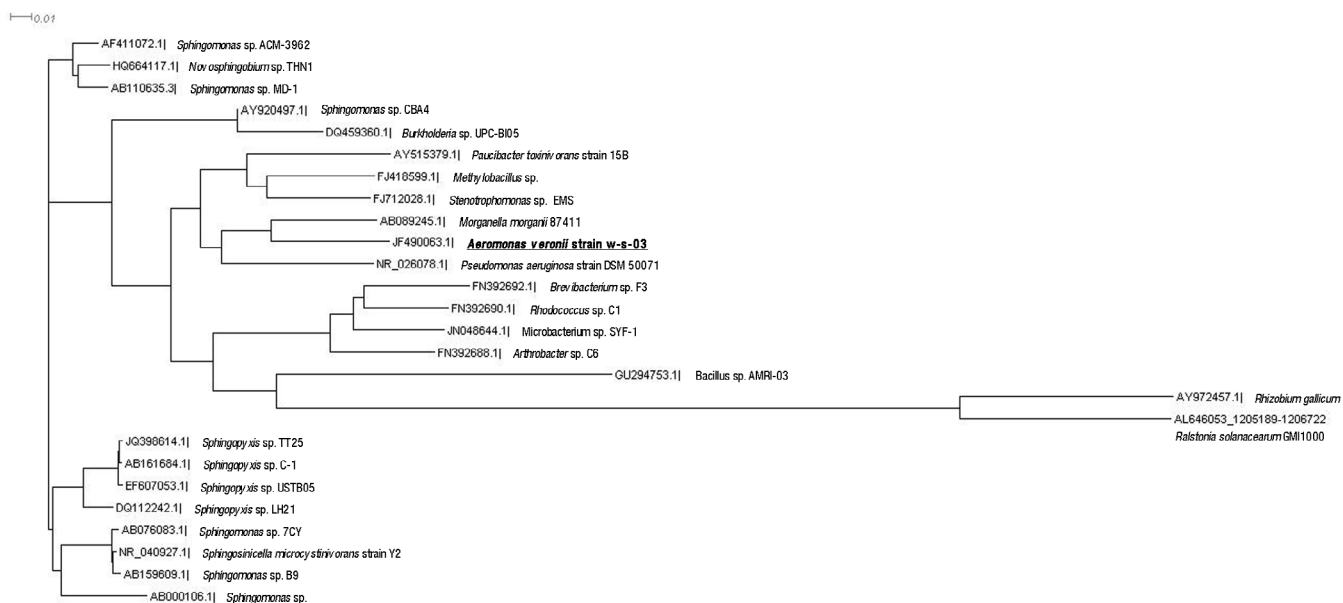 0.01
AF411072.1| Sphingomonas sp. ACM-3962
HQ664117.1| Novosphingobium sp. THN1
AB110635.3| Sphingomonas sp. MD-1
AY920497.1| Sphingomonas sp. CBA4
DQ459360.1| Burkholderia sp. UPC-BI05
AY515379.1| Paucibacter toxinivorans strain 15B
FJ418599.1| Methylobacillus sp.
FJ712028.1| Stenotrophomonas sp. EMS
AB089245.1| Morganella morganii 87411
JF490063.1| Aeromonas veronii strain w-s-03
NR_026078.1| Pseudomonas aeruginosa strain DSM 50071
FN392692.1| Brevibacterium sp. F3
FN392690.1| Rhodococcus sp. C1
JN048644.1| Microbacterium sp. SYF-1
FN392688.1| Arthrobacter sp. C6
GU294753.1| Bacillus sp. AMRI-03
AY972457.1| Rhizobium gallicum
AL646053_1205189-1206722
Ralstonia solanacearum GMI1000
JQ398614.1| Sphingopyxis sp. TT25
AB161684.1| Sphingopyxis sp. C-1
EF607053.1| Sphingopyxis sp. USTB05
DQ112242.1| Sphingopyxis sp. LH21
AB076083.1| Sphingomonas sp. 7CY
NR_040927.1| Sphingosinicella microcystinivorans strain Y2
AB159609.1| Sphingomonas sp. B9
AB000106.1| Sphingomonas sp.